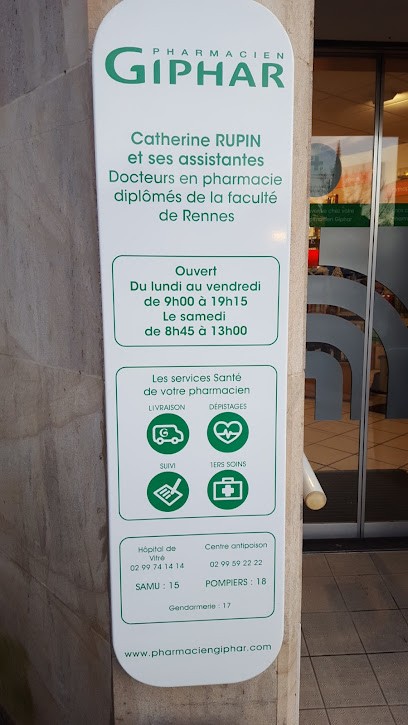 PHARMACIEN
GIPHAR
Catherine RUPIN
et ses assistantes
Docteurs en pharmacie
diplômés de la faculté
de Rennes
Ouvert
Du lundi au vendredi
de 9h00 à 19h15
Le samedi
de 8h45 à 13h00
Les services Santé
de votre pharmacien
LIVRAISON DÉPISTAGES
G
SUIVI 1ERS SOINS
Hôpital de
Vitré
02 99 74 14 14
SAMU : 15
Centre antipoison
02 99 59 22 22
POMPIERS : 18
Gendarmerie : 17
www.pharmaciengiphar.com
chez votre
Giphar